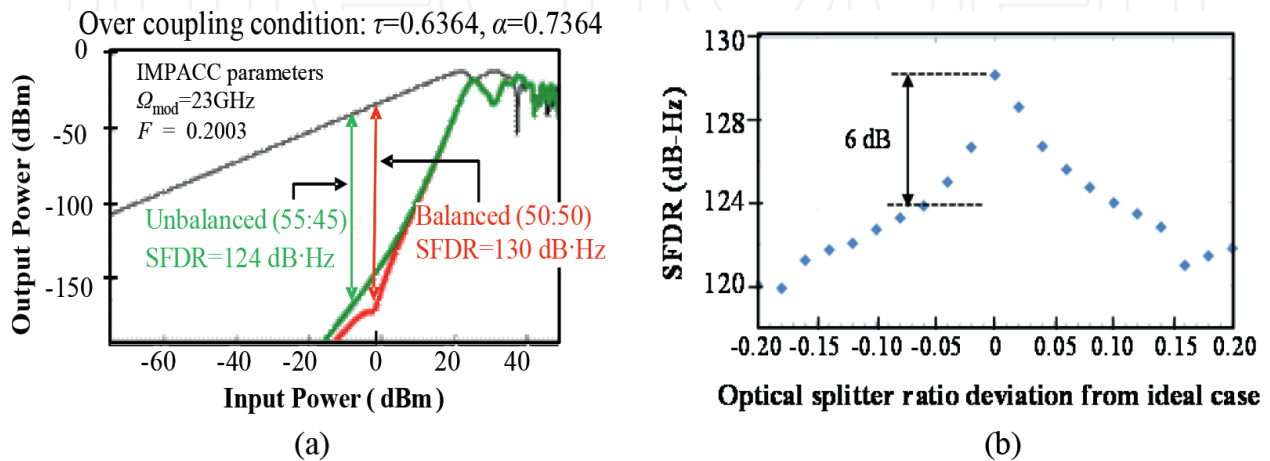 Over coupling condition: τ=0.6364, α=0.7364
Output Power (dBm)
0
-50
-100
-150
IMPACC parameters
Ωmod=23GHz
F = 0.2003
Unbalanced (55:45)
SFDR=124 dB·Hz
Balanced (50:50)
SFDR=130 dB·Hz
-60 -40 -20 0 20 40
Input Power ( dBm)
(a)
SFDR (dB-Hz)
130
128
124
120
6 dB
-0.20 -0.15 -0.10 -0.05 0 0.05 0.10 0.15 0.20
Optical splitter ratio deviation from ideal case
(b)